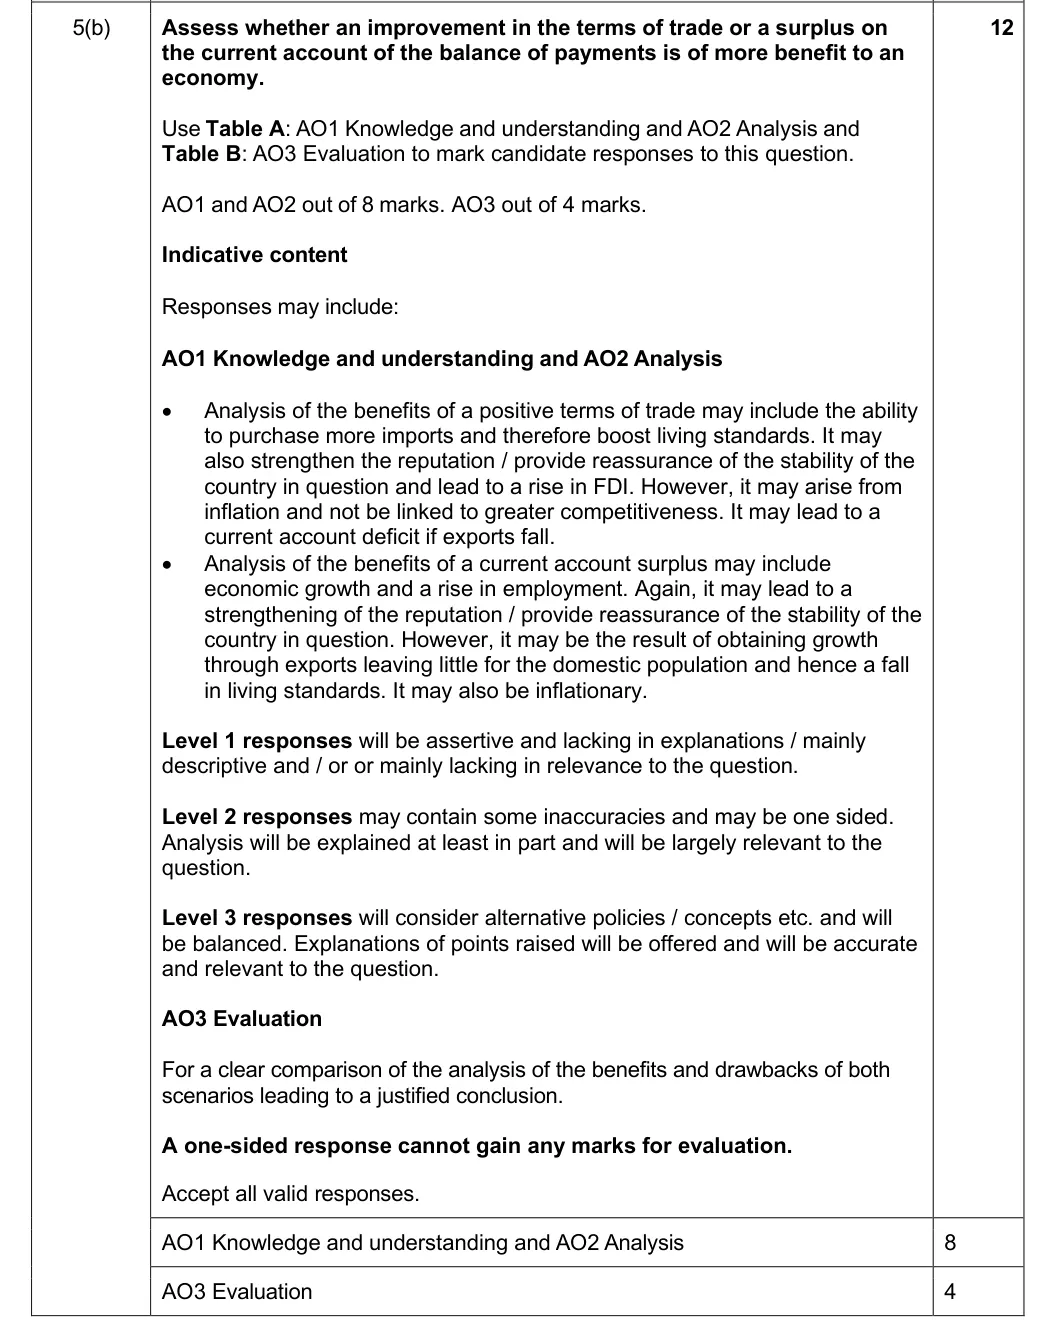 5(b)
Assess whether an improvement in the terms of trade or a surplus on
the current account of the balance of payments is of more benefit to an
economy.
12
Use Table A: AO1 Knowledge and understanding and AO2 Analysis and
Table B: AO3 Evaluation to mark candidate responses to this question.
AO1 and AO2 out of 8 marks. AO3 out of 4 marks.
Indicative content
Responses may include:
AO1 Knowledge and understanding and AO2 Analysis
• Analysis of the benefits of a positive terms of trade may include the ability
to purchase more imports and therefore boost living standards. It may
also strengthen the reputation / provide reassurance of the stability of the
country in question and lead to a rise in FDI. However, it may arise from
inflation and not be linked to greater competitiveness. It may lead to a
current account deficit if exports fall.
• Analysis of the benefits of a current account surplus may include
economic growth and a rise in employment. Again, it may lead to a
strengthening of the reputation / provide reassurance of the stability of the
country in question. However, it may be the result of obtaining growth
through exports leaving little for the domestic population and hence a fall
in living standards. It may also be inflationary.
Level 1 responses will be assertive and lacking in explanations / mainly
descriptive and / or or mainly lacking in relevance to the question.
Level 2 responses may contain some inaccuracies and may be one sided.
Analysis will be explained at least in part and will be largely relevant to the
question.
Level 3 responses will consider alternative policies / concepts etc. and will
be balanced. Explanations of points raised will be offered and will be accurate
and relevant to the question.
AO3 Evaluation
For a clear comparison of the analysis of the benefits and drawbacks of both
scenarios leading to a justified conclusion.
A one-sided response cannot gain any marks for evaluation.
Accept all valid responses.
AO1 Knowledge and understanding and AO2 Analysis 8
AO3 Evaluation 4